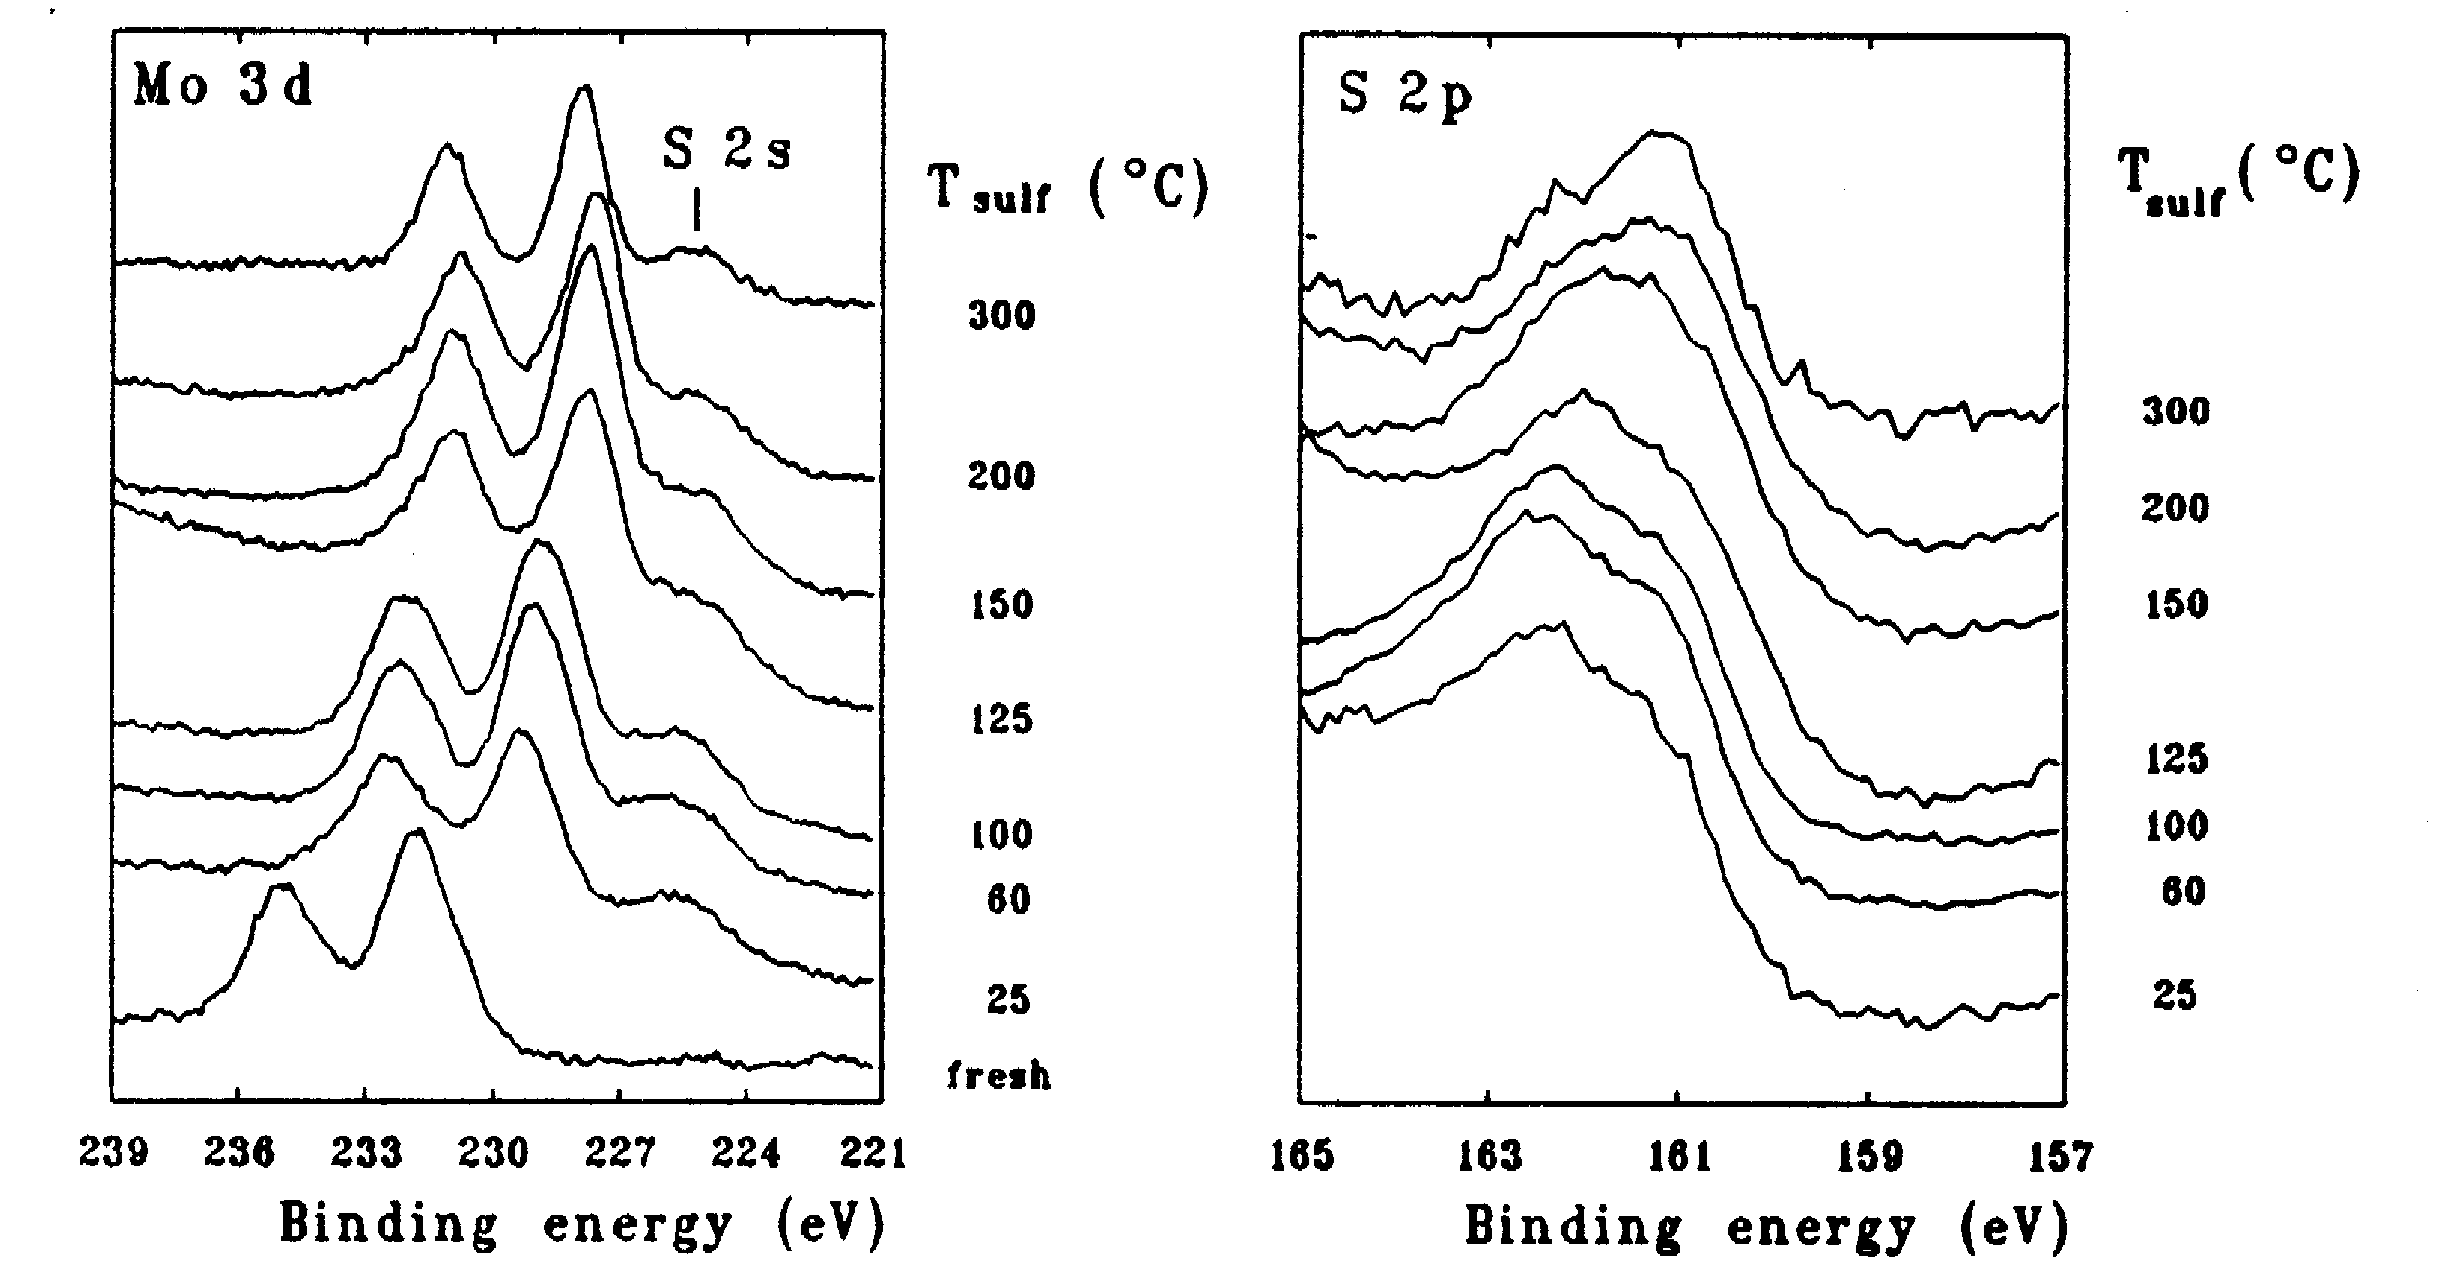 Mo 3d
S 2s
T sulf (°C)
300
200
150
125
100
60
25
fresh
239 236 233 230 227 224 221
Binding energy (eV)
S 2p
T sulf (°C)
300
200
150
125
100
60
25
165 163 161 159 157
Binding energy (eV)